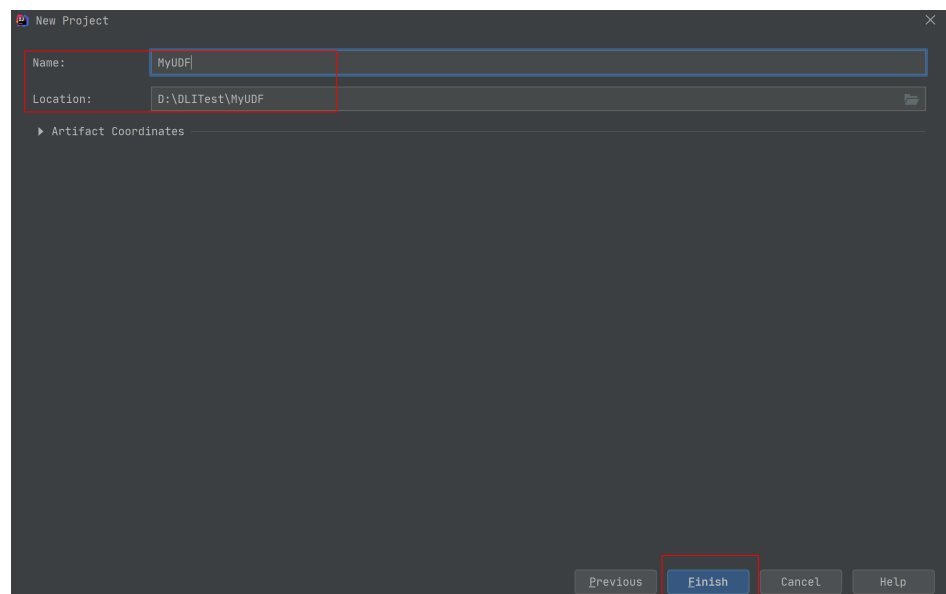 New Project
Name: MyUDF
Location: D:\DLITest\MyUDF
Artifact Coordinates
Previous Finish Cancel Help